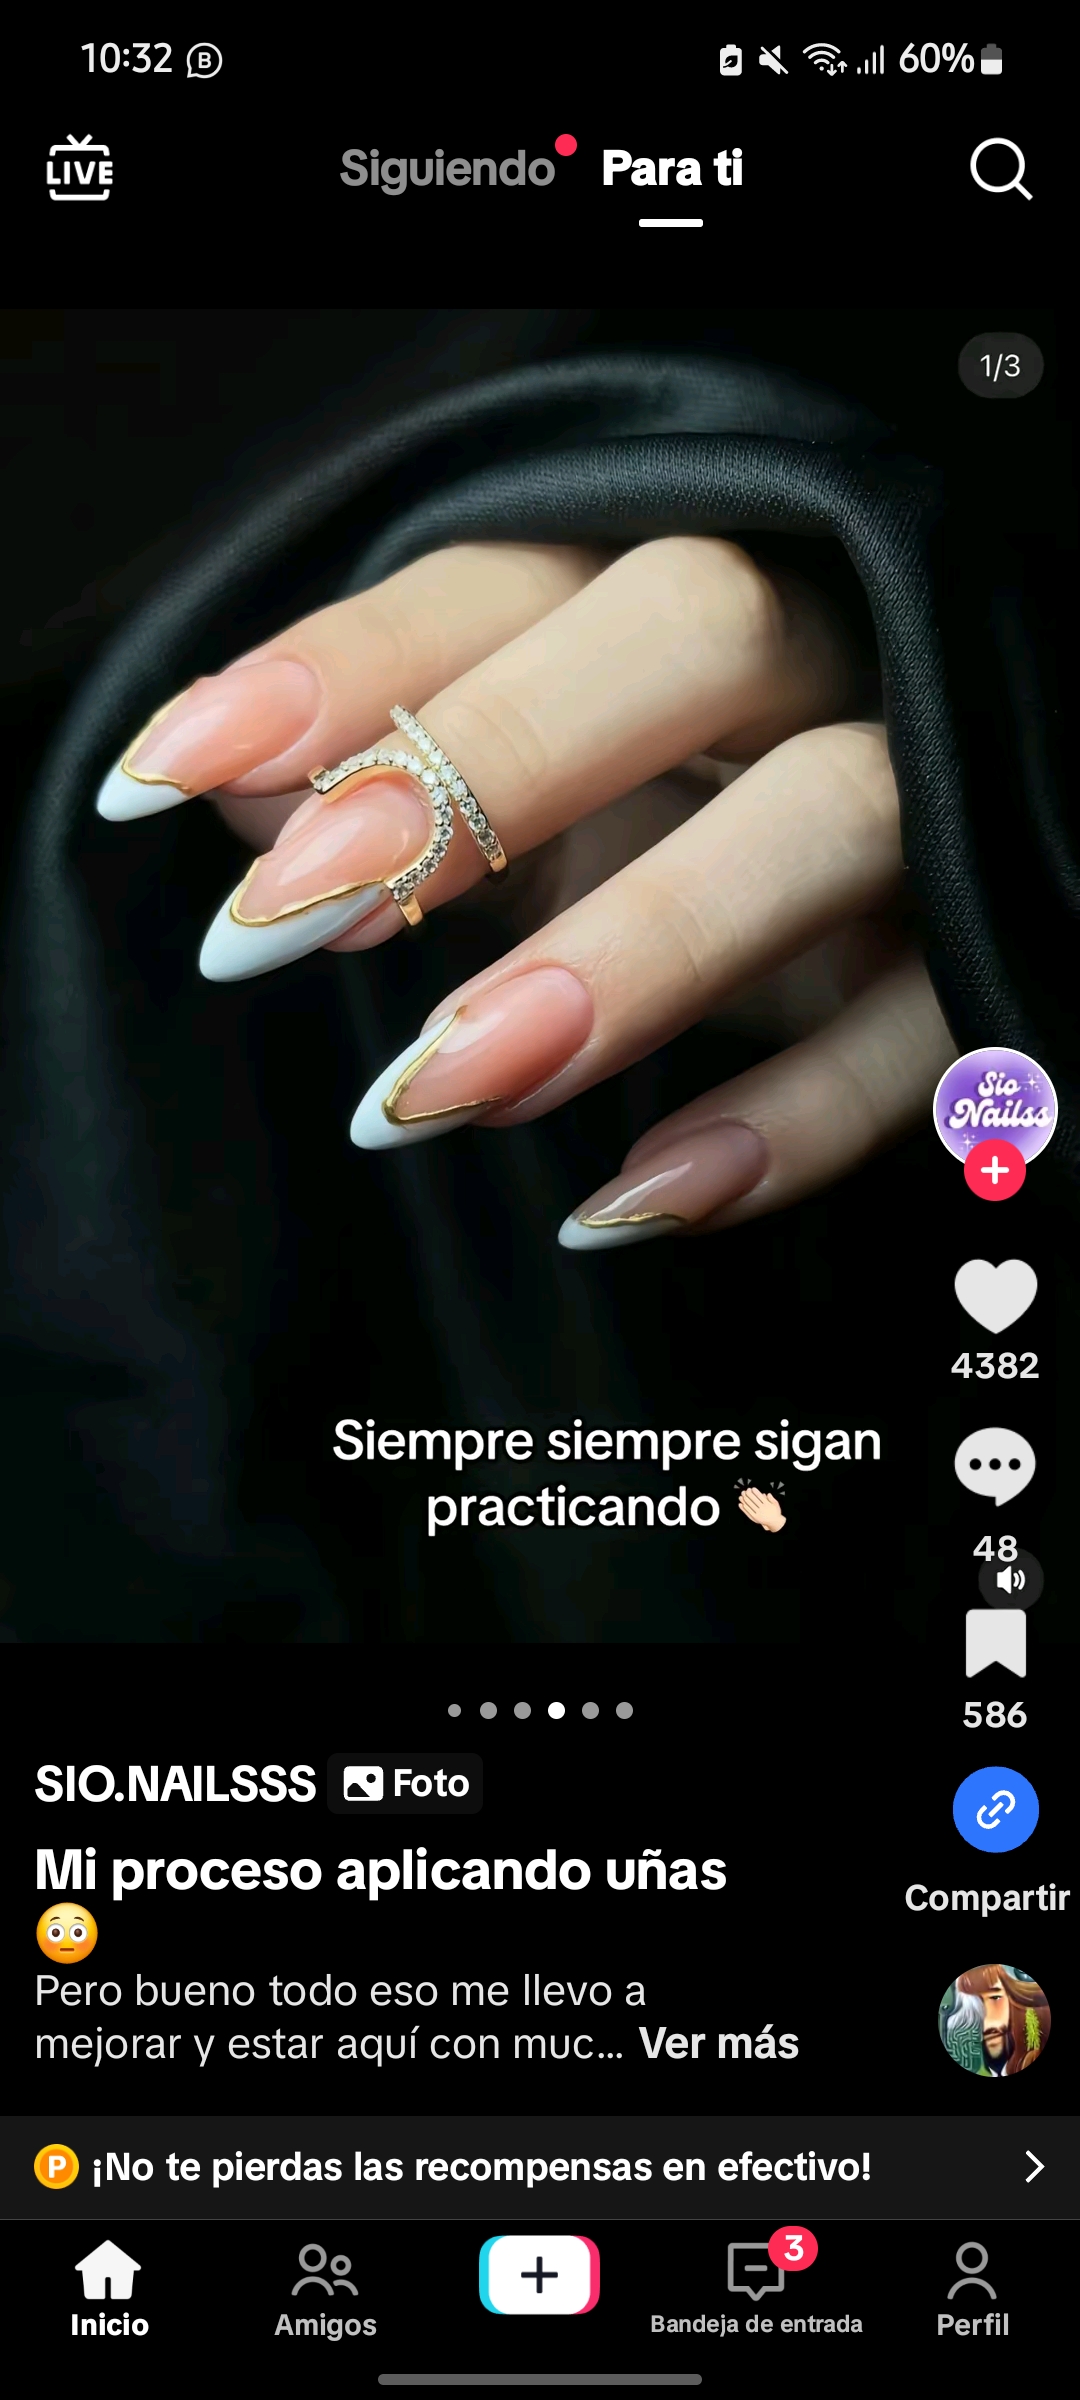 10:32
60%
LIVE
Siguiendo
Para ti
1/3
Sio
Nailss
4382
Siempre siempre sigan
practicando 👏🏻
48
586
SIO.NAILSSS
Foto
Mi proceso aplicando uñas
😳
Pero bueno todo eso me llevo a
mejorar y estar aquí con muc... Ver más
Compartir
P ¡No te pierdas las recompensas en efectivo!
3
Inicio
Amigos
Bandeja de entrada
Perfil